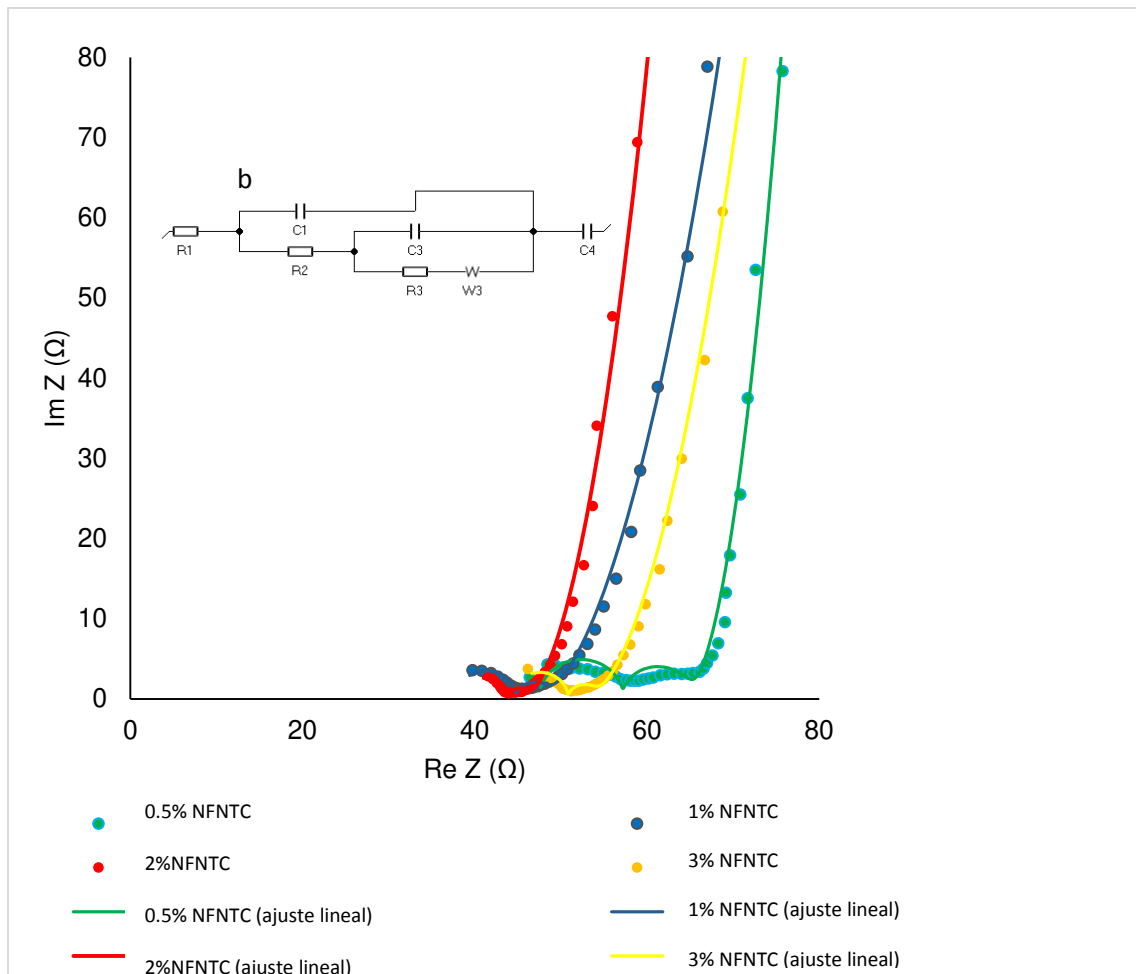 80
70
60
50
40
30
20
10
0
Im Z (Ω)
b
R1
C1
R2
C3
R3
W3
C4
0 20 40 60 80
Re Z (Ω)
0.5% NFNTC 1% NFNTC
2%NFNTC 3% NFNTC
0.5% NFNTC (ajuste lineal) 1% NFNTC (ajuste lineal)
2%NFNTC (ajuste lineal) 3% NFNTC (ajuste lineal)